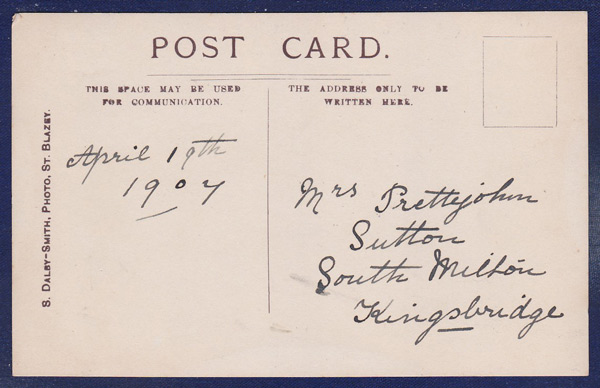 POST CARD.
THIS SPACE MAY BE USED
FOR COMMUNICATION.
THE ADDRESS ONLY TO BE
WRITTEN HERE.
S. DALBY-SMITH, PHOTO, ST. BLAZEY.
April 19th
1907
Mrs Prettejohn
Sutton
South Milton
Kingsbridge